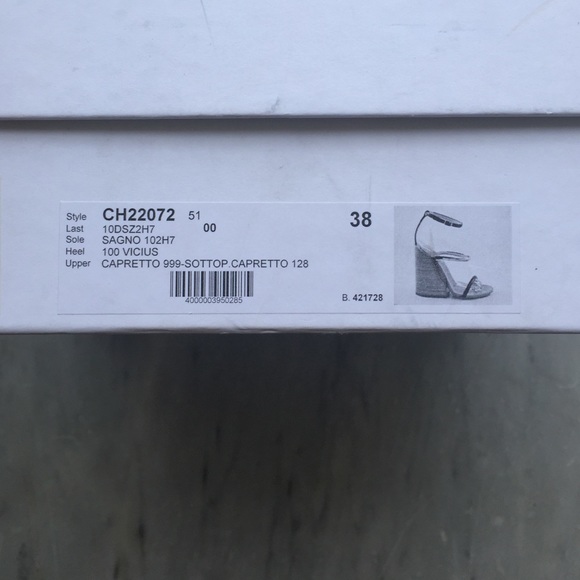 Style CH22072 51 38
Last 10DSZ2H7 00
Sole SAGNO 102H7
Heel 100 VICIUS
Upper CAPRETTO 999-SOTTOP.CAPRETTO 128
4000003950285
B. 421728